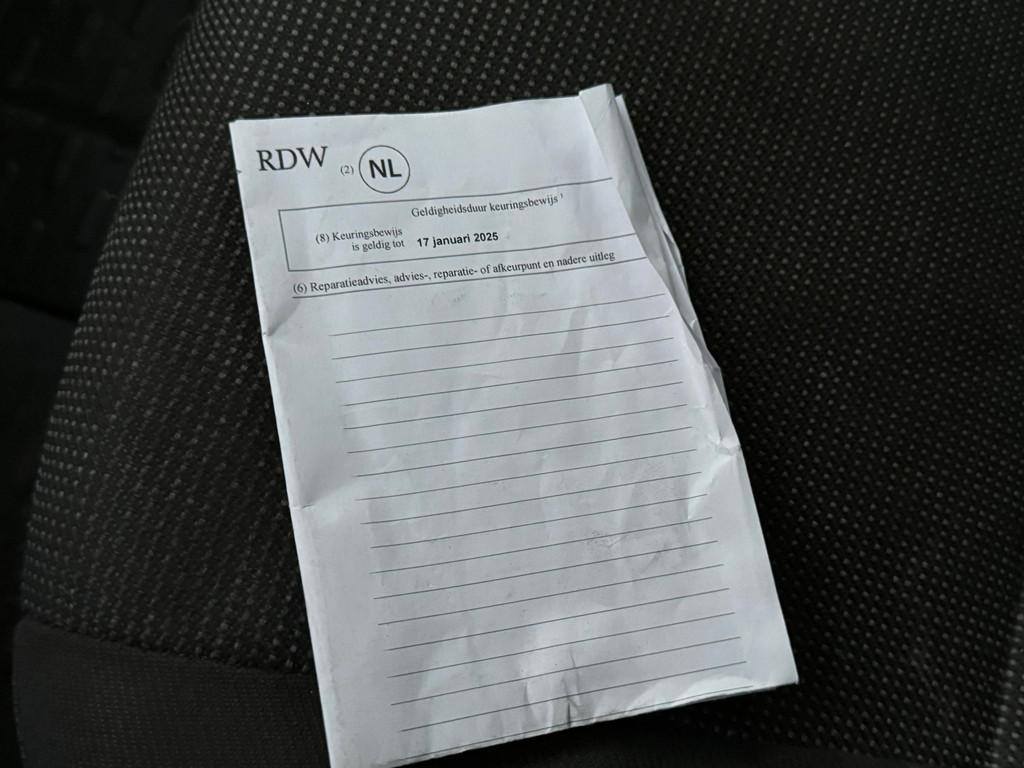 RDW (2) NL
Geldigheidsduur keuringsbewijs ¹
(8) Keuringsbewijs
is geldig tot 17 januari 2025
(6) Reparatieadvies, advies-, reparatie- of afkeurpunt en nadere uitleg